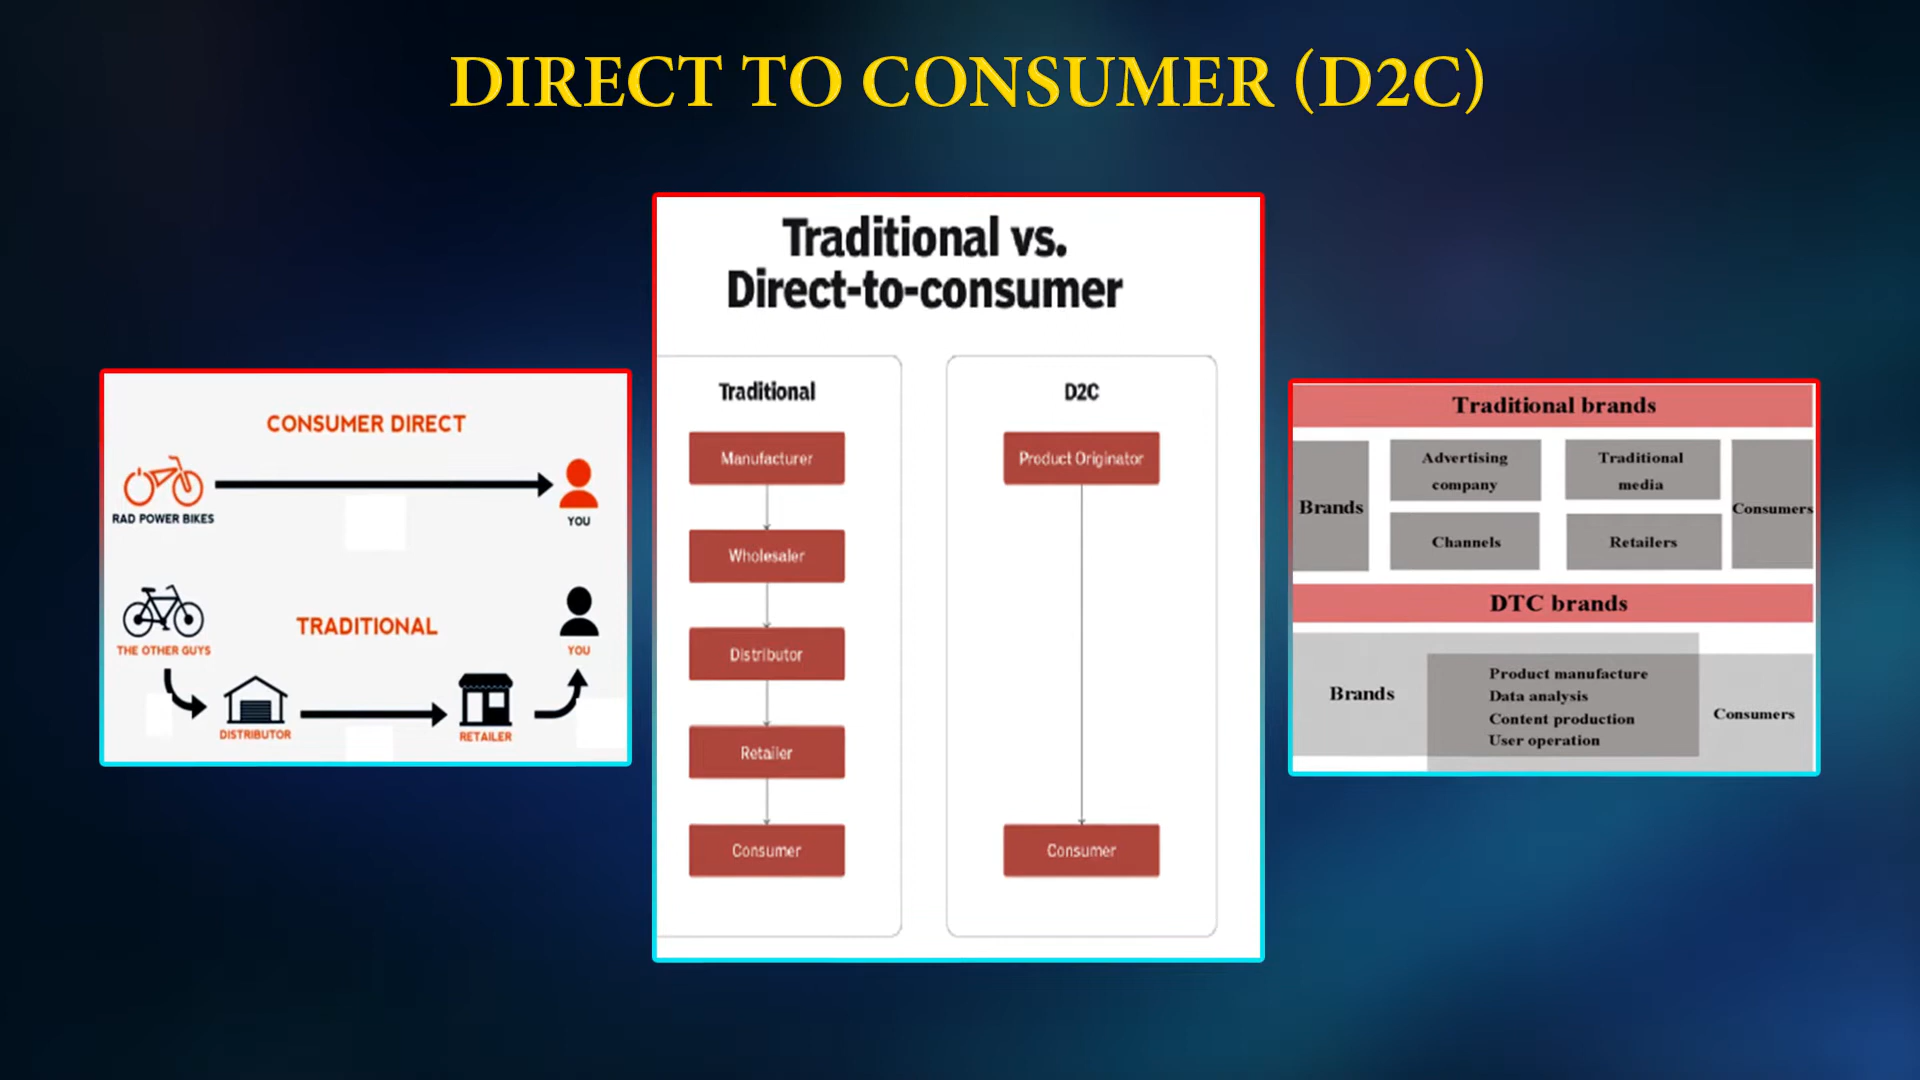 DIRECT TO CONSUMER (D2C)
CONSUMER DIRECT
RAD POWER BIKES
YOU
TRADITIONAL
THE OTHER GUYS
YOU
DISTRIBUTOR
RETAILER
Traditional vs.
Direct-to-consumer
Traditional
Manufacturer
Wholesaler
Distributor
Retailer
Consumer
D2C
Product Originator
Consumer
Traditional brands
Brands
Advertising
company
Traditional
media
Channels
Retailers
Consumers
DTC brands
Brands
Product manufacture
Data analysis
Content production
User operation
Consumers